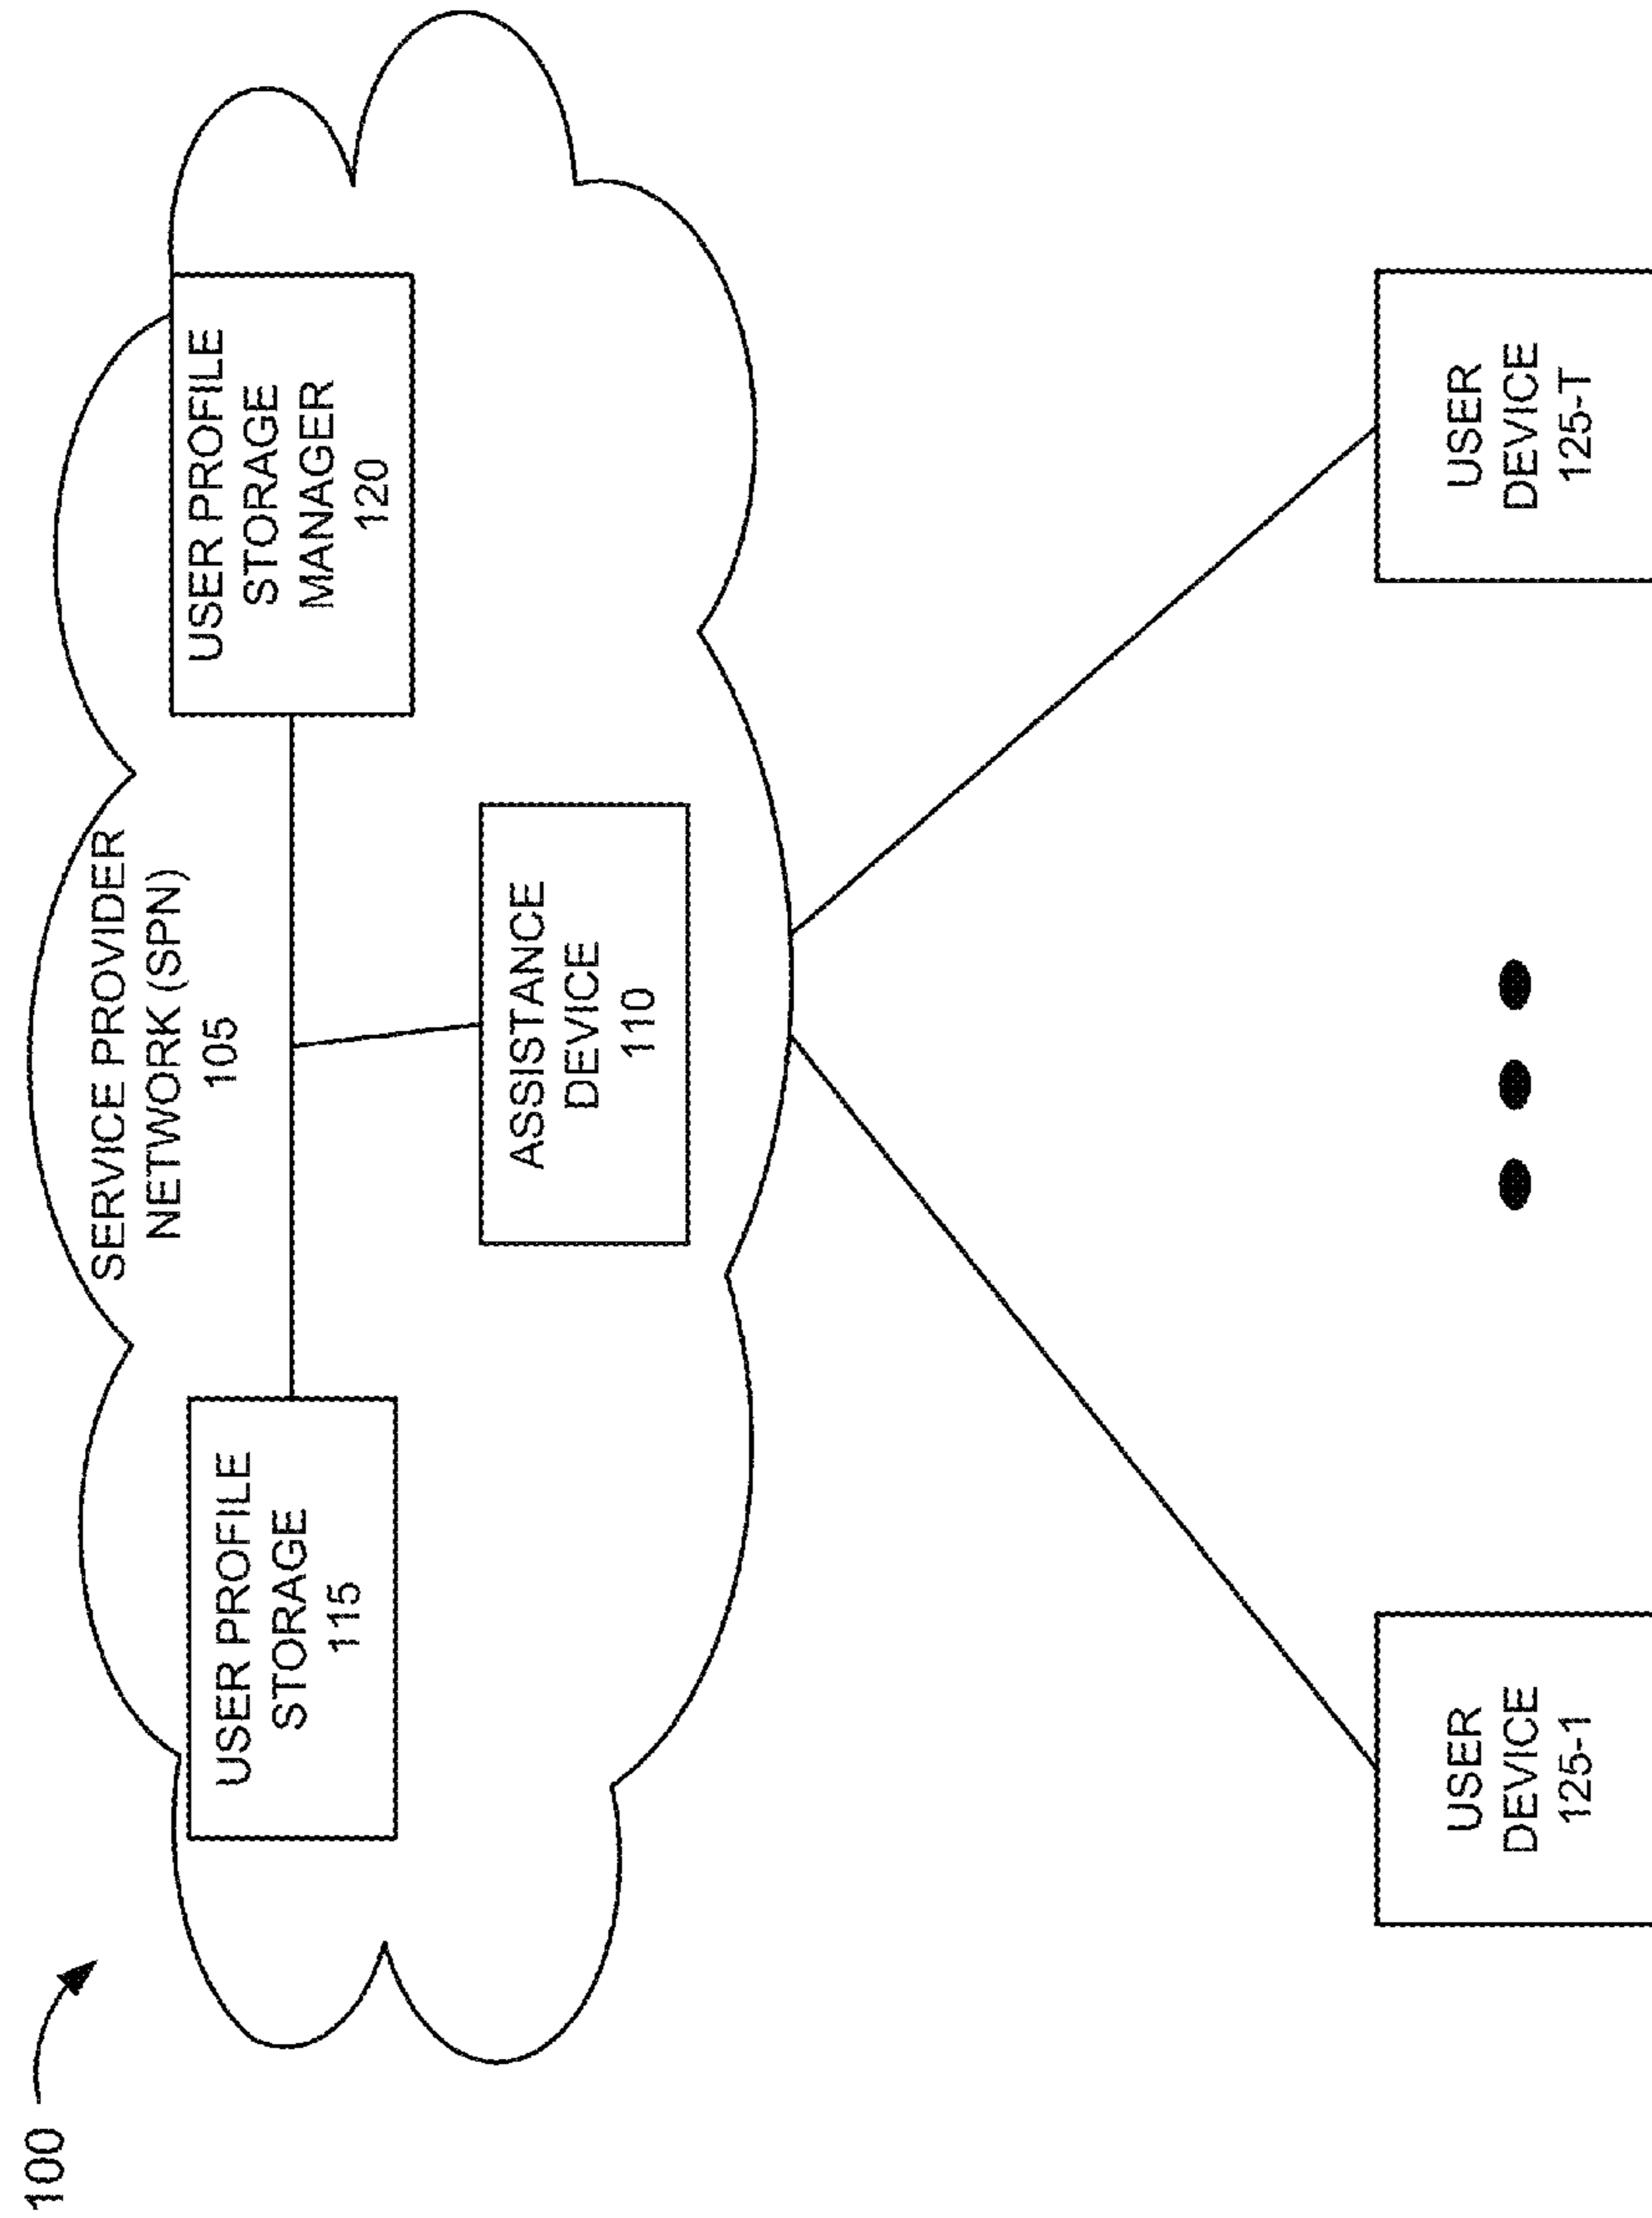 100
SERVICE PROVIDER
NETWORK (SPN)
105
USER PROFILE
STORAGE
115
USER PROFILE
STORAGE
MANAGER
120
ASSISTANCE
DEVICE
110
USER
DEVICE
125-1
USER
DEVICE
125-T